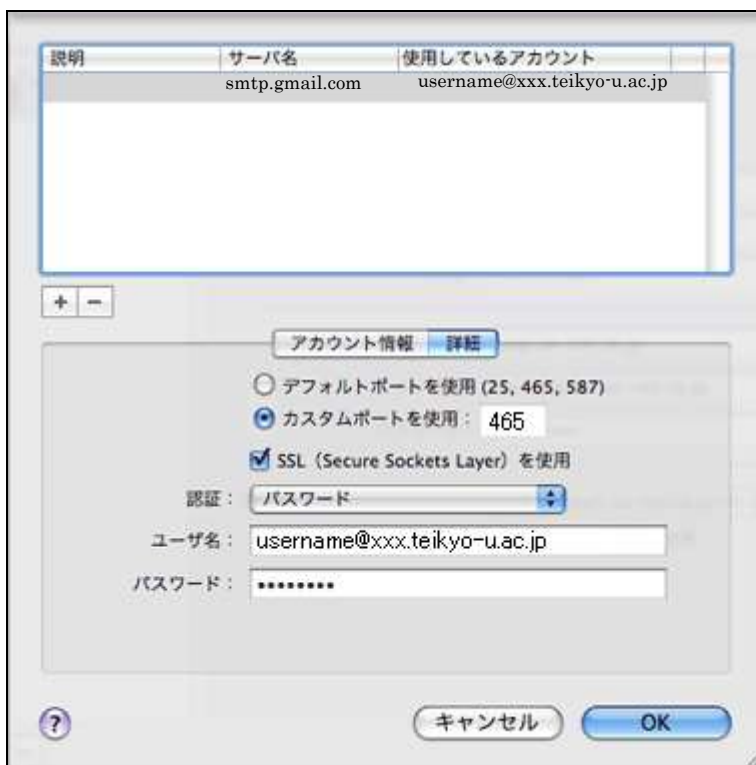 説明 サーバ名 使用しているアカウント
smtp.gmail.com username@xxx.teikyo-u.ac.jp
+ −
アカウント情報 詳細
デフォルトポートを使用 (25, 465, 587)
カスタムポートを使用： 465
SSL（Secure Sockets Layer）を使用
認証： パスワード
ユーザ名： username@xxx.teikyo-u.ac.jp
パスワード： ••••••••
? キャンセル OK